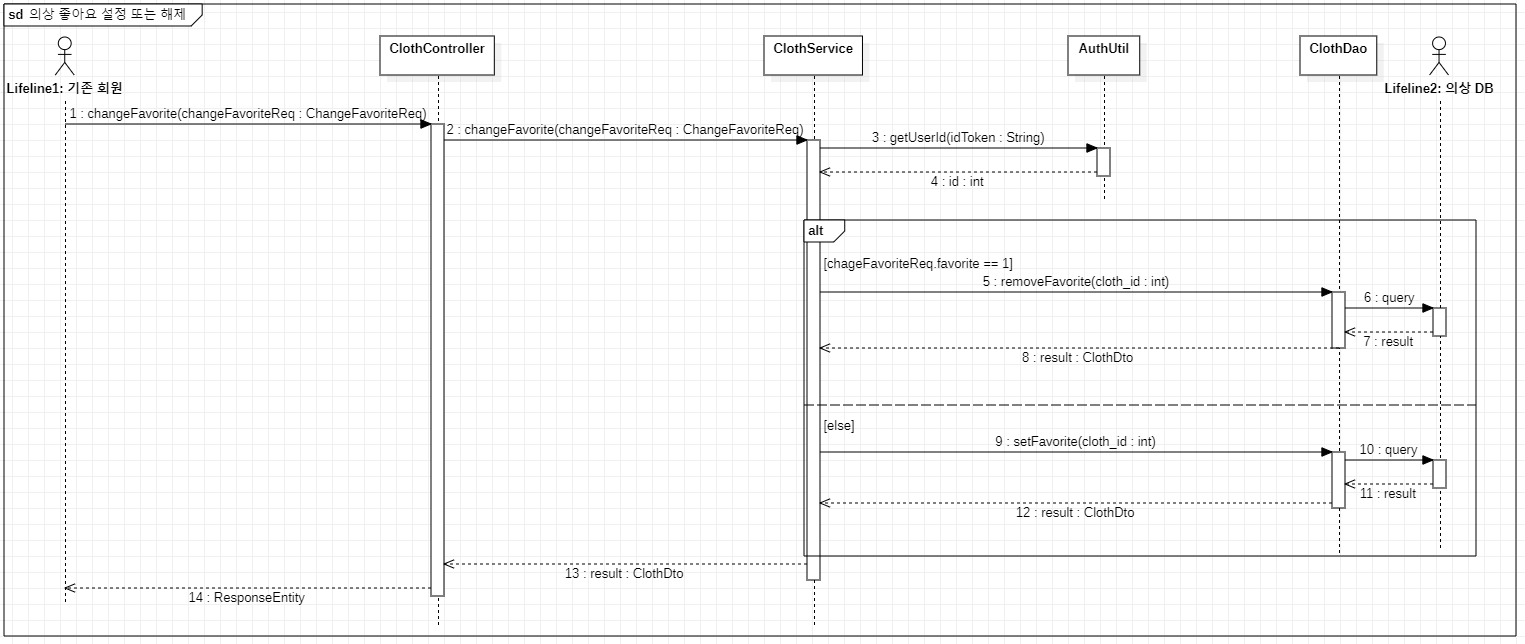 sd 의상 좋아요 설정 또는 해제
ClothController
ClothService
AuthUtil
ClothDao
Lifeline1: 기존 회원
Lifeline2: 의상 DB
1 : changeFavorite(changeFavoriteReq : ChangeFavoriteReq)
2 : changeFavorite(changeFavoriteReq : ChangeFavoriteReq)
3 : getUserId(idToken : String)
4 : id : int
alt
[chageFavoriteReq.favorite == 1]
5 : removeFavorite(cloth_id : int)
6 : query
7 : result
8 : result : ClothDto
[else]
9 : setFavorite(cloth_id : int)
10 : query
11 : result
12 : result : ClothDto
13 : result : ClothDto
14 : ResponseEntity